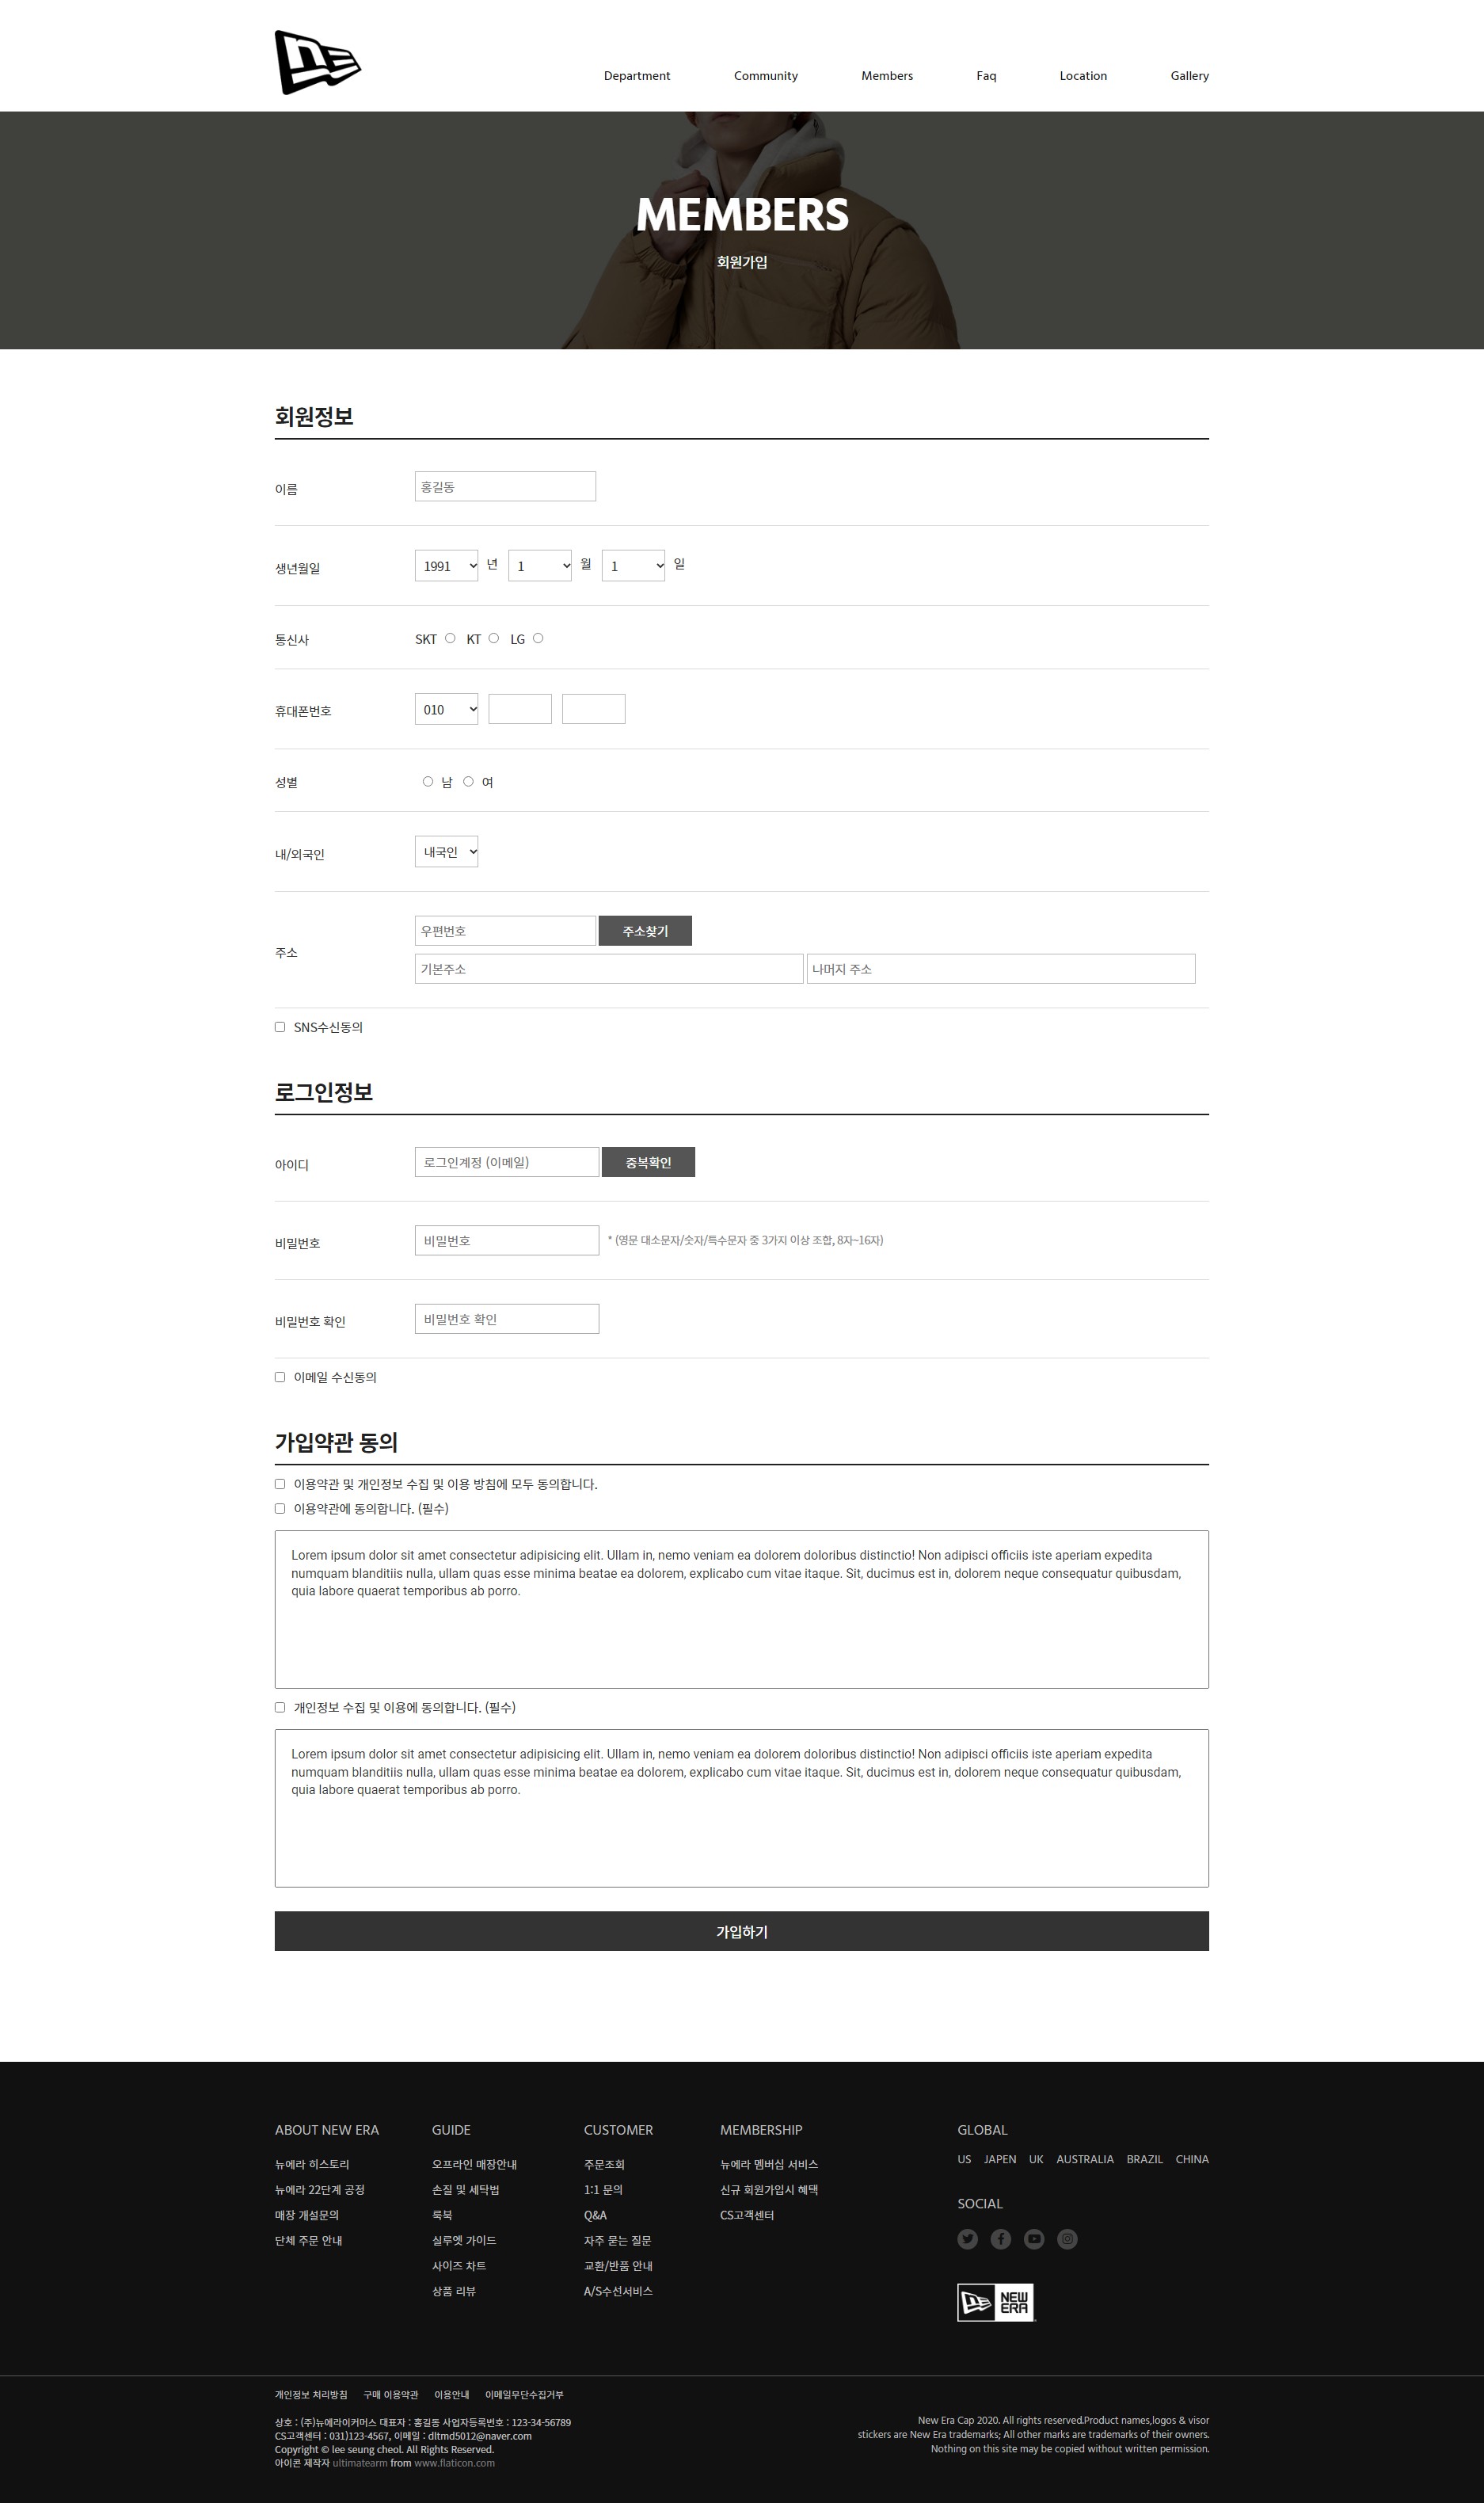 Department Community Members Faq Location Gallery
MEMBERS
회원가입
회원정보
이름 홍길동
생년월일 1991 년 1 월 1 일
통신사 SKT KT LG
휴대폰번호 010
성별 남 여
내/외국인 내국인
주소 우편번호 주소찾기
기본주소 나머지 주소
SNS수신동의
로그인정보
아이디 로그인계정 (이메일) 중복확인
비밀번호 비밀번호 * (영문 대소문자/숫자/특수문자 중 3가지 이상 조합, 8자~16자)
비밀번호 확인 비밀번호 확인
이메일 수신동의
가입약관 동의
이용약관 및 개인정보 수집 및 이용 방침에 모두 동의합니다.
이용약관에 동의합니다. (필수)
Lorem ipsum dolor sit amet consectetur adipisicing elit. Ullam in, nemo veniam ea dolorem doloribus distinctio! Non adipisci officiis iste aperiam expedita
numquam blanditiis nulla, ullam quas esse minima beatae ea dolorem, explicabo cum vitae itaque. Sit, ducimus est in, dolorem neque consequatur quibusdam,
quia labore quaerat temporibus ab porro.
개인정보 수집 및 이용에 동의합니다. (필수)
Lorem ipsum dolor sit amet consectetur adipisicing elit. Ullam in, nemo veniam ea dolorem doloribus distinctio! Non adipisci officiis iste aperiam expedita
numquam blanditiis nulla, ullam quas esse minima beatae ea dolorem, explicabo cum vitae itaque. Sit, ducimus est in, dolorem neque consequatur quibusdam,
quia labore quaerat temporibus ab porro.
가입하기
ABOUT NEW ERA
뉴에라 히스토리
뉴에라 22단계 공정
매장 개설문의
단체 주문 안내
GUIDE
오프라인 매장안내
손질 및 세탁법
룩북
실루엣 가이드
사이즈 차트
상품 리뷰
CUSTOMER
주문조회
1:1 문의
Q&A
자주 묻는 질문
교환/반품 안내
A/S수선서비스
MEMBERSHIP
뉴에라 멤버십 서비스
신규 회원가입시 혜택
CS고객센터
GLOBAL
US JAPEN UK AUSTRALIA BRAZIL CHINA
SOCIAL
NEW
ERA
개인정보 처리방침 구매 이용약관 이용안내 이메일무단수집거부
상호 : (주)뉴에라이커머스 대표자 : 홍길동 사업자등록번호 : 123-34-56789
CS고객센터 : 031)123-4567, 이메일 : dltmd5012@naver.com
Copyright © lee seung cheol. All Rights Reserved.
아이콘 제작자 ultimatearm from www.flaticon.com
New Era Cap 2020. All rights reserved.Product names,logos & visor
stickers are New Era trademarks; All other marks are trademarks of their owners.
Nothing on this site may be copied without written permission.